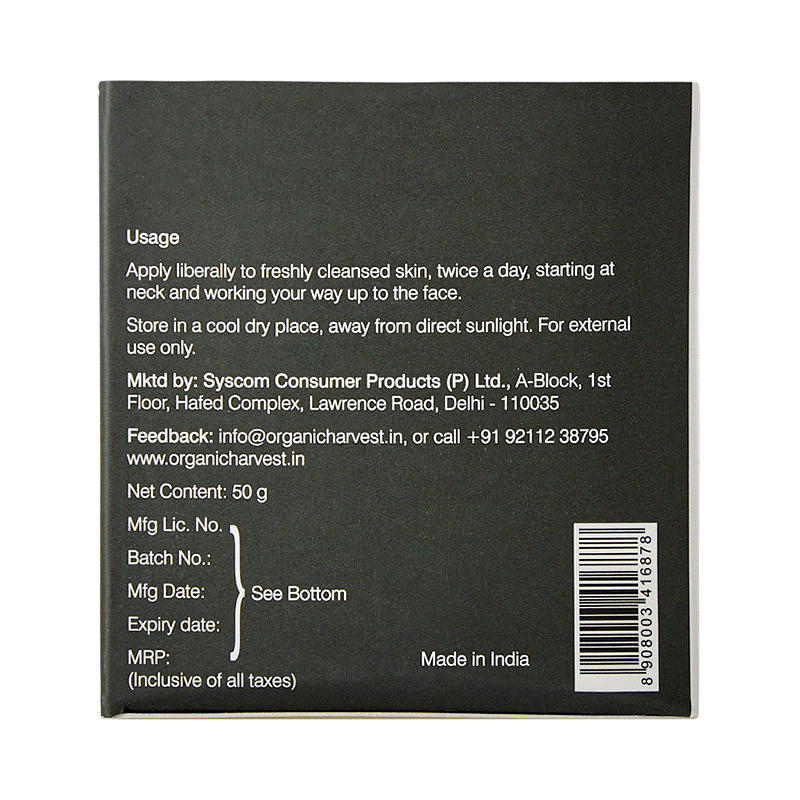 Usage
Apply liberally to freshly cleansed skin, twice a day, starting at
neck and working your way up to the face.
Store in a cool dry place, away from direct sunlight. For external
use only.
Mktd by: Syscom Consumer Products (P) Ltd., A-Block, 1st
Floor, Hafed Complex, Lawrence Road, Delhi - 110035
Feedback: info@organicharvest.in, or call +91 92112 38795
www.organicharvest.in
Net Content: 50 g
Mfg Lic. No.
Batch No.:
Mfg Date:
See Bottom
Expiry date:
MRP:
(Inclusive of all taxes)
Made in India
8 908003 416878